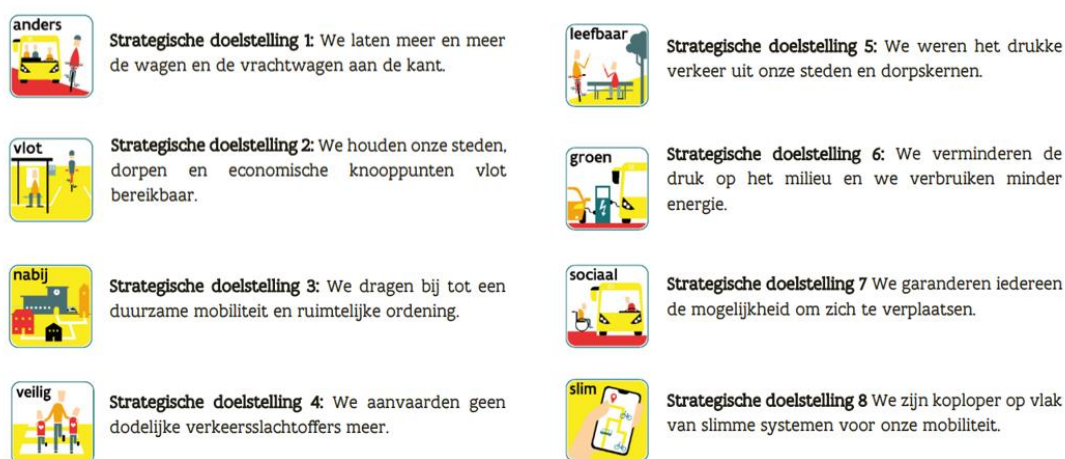 anders
Strategische doelstelling 1: We laten meer en meer
de wagen en de vrachtwagen aan de kant.
vlot
Strategische doelstelling 2: We houden onze steden,
dorpen en economische knooppunten vlot
bereikbaar.
nabij
Strategische doelstelling 3: We dragen bij tot een
duurzame mobiliteit en ruimtelijke ordening.
veilig
Strategische doelstelling 4: We aanvaarden geen
dodelijke verkeersslachtoffers meer.
leefbaar
Strategische doelstelling 5: We weren het drukke
verkeer uit onze steden en dorpskernen.
groen
Strategische doelstelling 6: We verminderen de
druk op het milieu en we verbruiken minder
energie.
sociaal
Strategische doelstelling 7 We garanderen iedereen
de mogelijkheid om zich te verplaatsen.
slim
Strategische doelstelling 8 We zijn koploper op vlak
van slimme systemen voor onze mobiliteit.